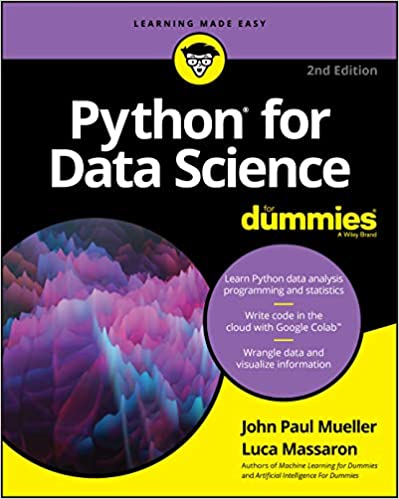 LEARNING MADE EASY
2nd Edition
Python® for
Data Science
for
dummies®
A Wiley Brand
Learn Python data analysis
programming and statistics
Write code in the
cloud with Google Colab™
Wrangle data and
visualize information
John Paul Mueller
Luca Massaron
Authors of Machine Learning for Dummies
and Artificial Intelligence For Dummies